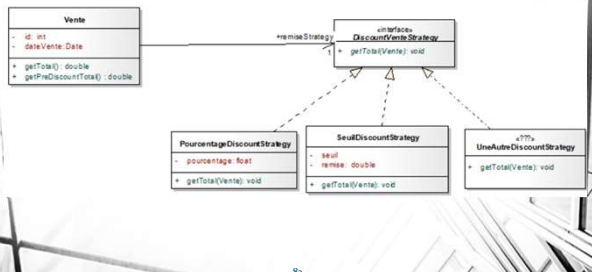 Vente
- id: int
- dateVente: Date
+ getTotal() : double
+ getPreDiscountTotal() : double
+remiseStrategy
1
«interface»
DiscountVenteStrategy
+ getTotal(Vente): void
PourcentageDiscountStrategy
- pourcentage: float
+ getTotal(Vente): void
SeuilDiscountStrategy
- seuil
- remise: double
+ getTotal(Vente): void
«???»
UneAutreDiscountStrategy
+ getTotal(Vente): void